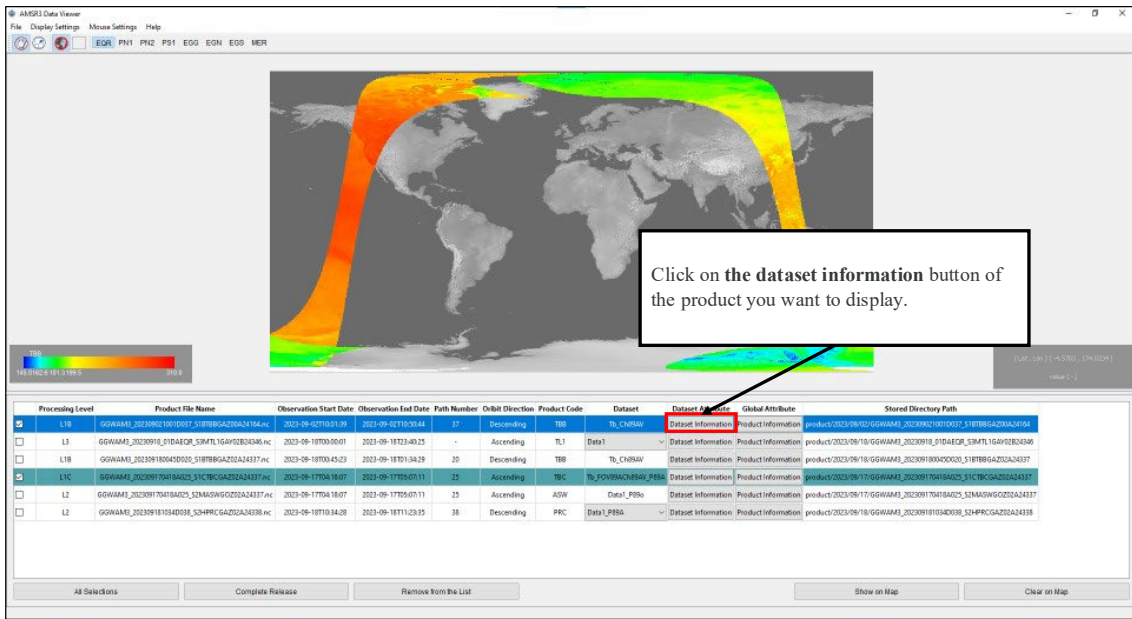 AMSR3 Data Viewer
File Display Settings Mouse Settings Help
EQR PN1 PN2 PS1 EGG EGN EGS MER
Click on the dataset information button of
the product you want to display.
TBB
310.0
value ( - )
Processing Level Product File Name Observation Start Date Observation End Date Path Number Oribit Direction Product Code Dataset Dataset Attribute Global Attribute Stored Directory Path
L1B GGWAM3_202309021001D037_S1BTBBGAZ00A24164.nc 2023-09-02T10:01:39 2023-09-02T10:50:44 37 Descending TBB Tb_Ch89AV Dataset Information Product Information product/2023/09/02/GGWAM3_202309021001D037_S1BTBBGAZ00A24164
L3 GGWAM3_20230918_01DAEQR_S3MTL1GAY02B24346.nc 2023-09-18T00:00:01 2023-09-18T23:40:25 - Ascending TL1 Data1 Dataset Information Product Information product/2023/09/18/GGWAM3_20230918_01DAEQR_S3MTL1GAY02B24346
L1B GGWAM3_202309180045D020_S1BTBBGAZ02A24337.nc 2023-09-18T00:45:23 2023-09-18T01:34:29 20 Descending TBB Tb_Ch89AV Dataset Information Product Information product/2023/09/18/GGWAM3_202309180045D020_S1BTBBGAZ02A24337
L1C GGWAM3_202309170418A025_S1CTBCGAZ02A24337.nc 2023-09-17T04:18:07 2023-09-17T05:07:11 25 Ascending TBC Tb_FOV89ACh89AV_P89A Dataset Information Product Information product/2023/09/17/GGWAM3_202309170418A025_S1CTBCGAZ02A24337
L2 GGWAM3_202309170418A025_S2MASWGOZ02A24337.nc 2023-09-17T04:18:07 2023-09-17T05:07:11 25 Ascending ASW Data1_P89o Dataset Information Product Information product/2023/09/17/GGWAM3_202309170418A025_S2MASWGOZ02A24337
L2 GGWAM3_202309181034D038_S2HPRCGAZ02A24338.nc 2023-09-18T10:34:28 2023-09-18T11:23:35 38 Descending PRC Data1_P89A Dataset Information Product Information product/2023/09/18/GGWAM3_202309181034D038_S2HPRCGAZ02A24338
All Selections Complete Release Remove from the List Show on Map Clear on Map